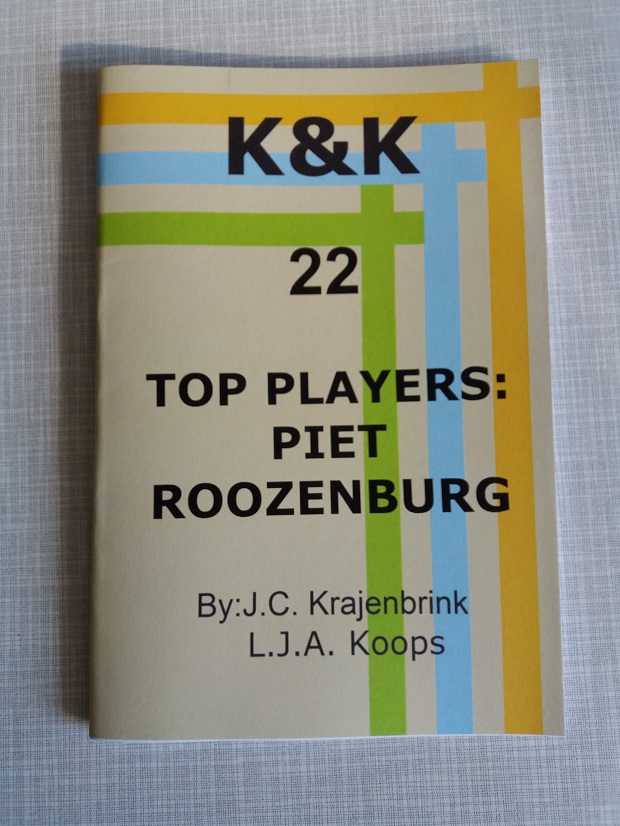 K&K
22
TOP PLAYERS:
PIET
ROOZENBURG
By:J.C. Krajenbrink
L.J.A. Koops